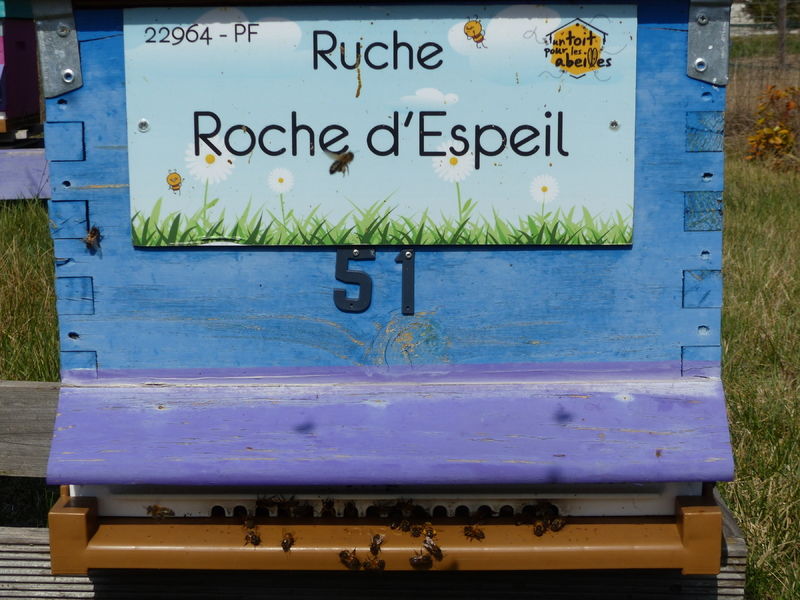 22964 - PF
Ruche
un toit
pour les
abeilles
Roche d'Espeil
51